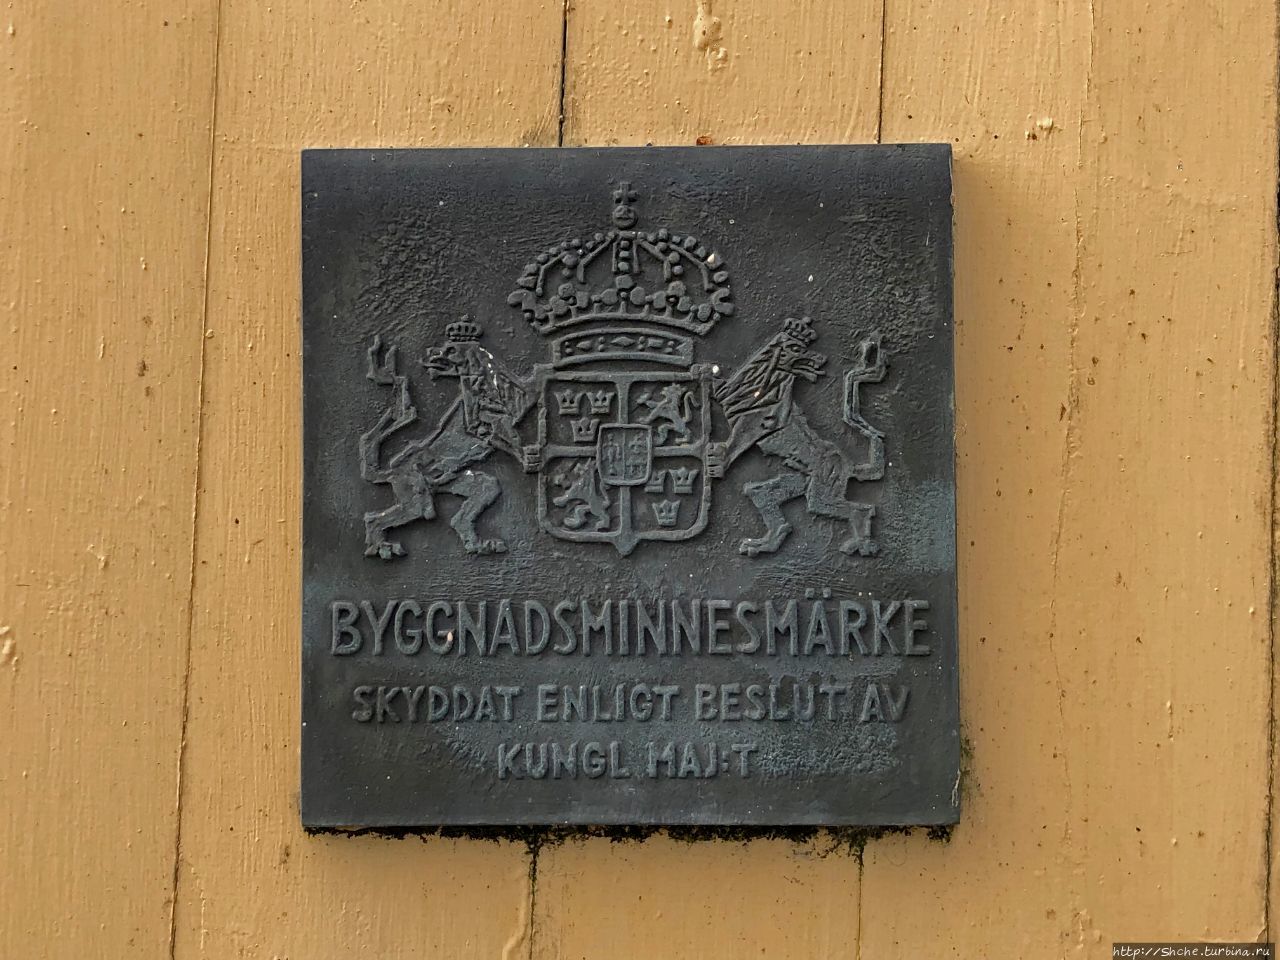 BYGGNADSMINNESMÄRKE
SKYDDAT ENLIGT BESLUT AV
KUNGL MAJ:T
http://Shche.turbina.ru